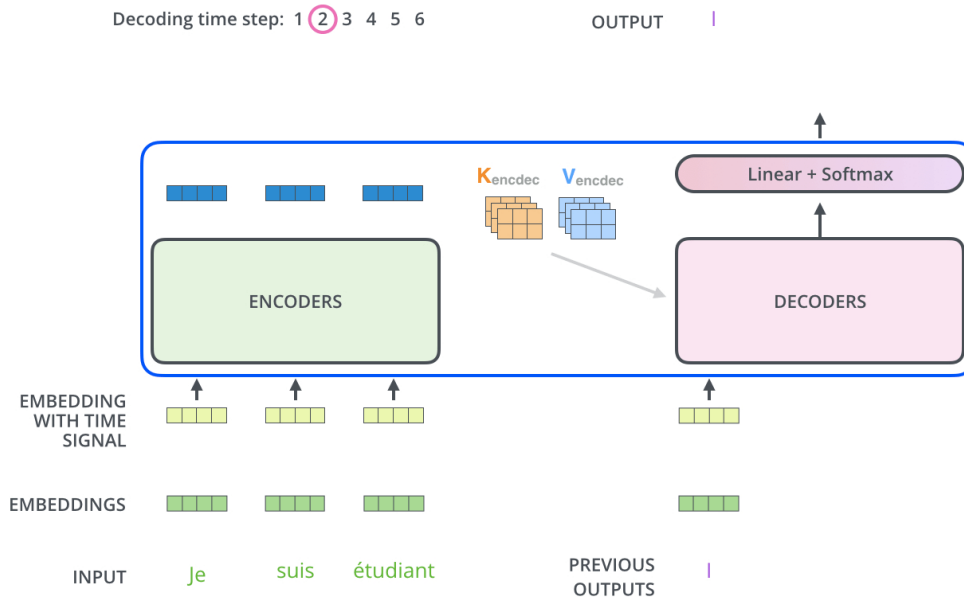 Decoding time step: 1 2 3 4 5 6
OUTPUT I
Kencdec Vencdec
Linear + Softmax
ENCODERS
DECODERS
EMBEDDING
WITH TIME
SIGNAL
EMBEDDINGS
INPUT Je suis étudiant
PREVIOUS
OUTPUTS I